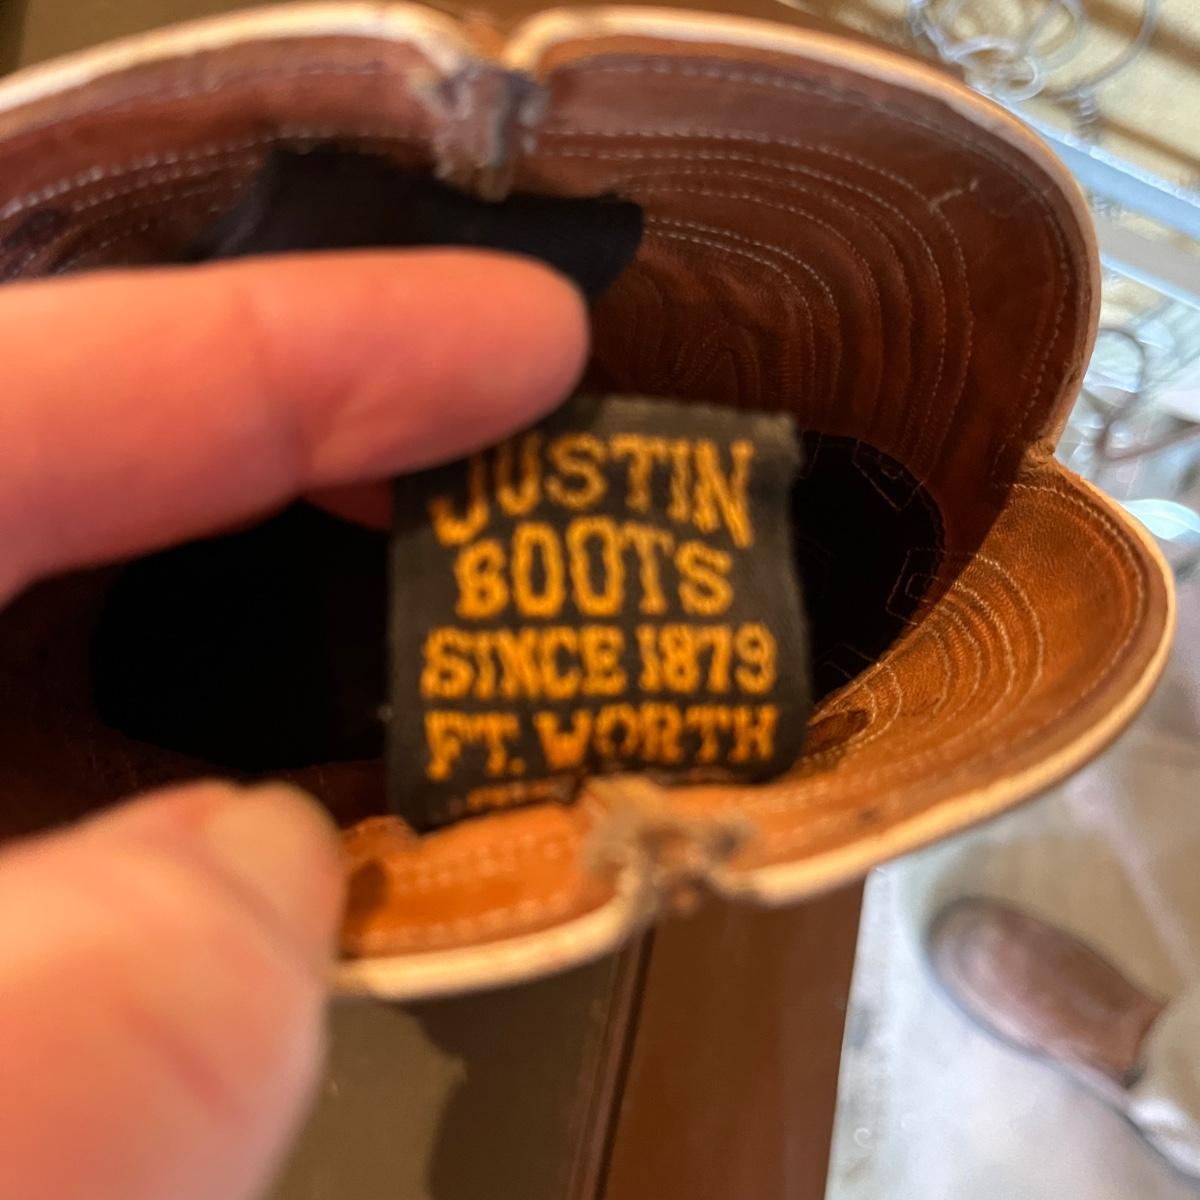 JUSTIN
BOOTS
SINCE 1879
FT. WORTH